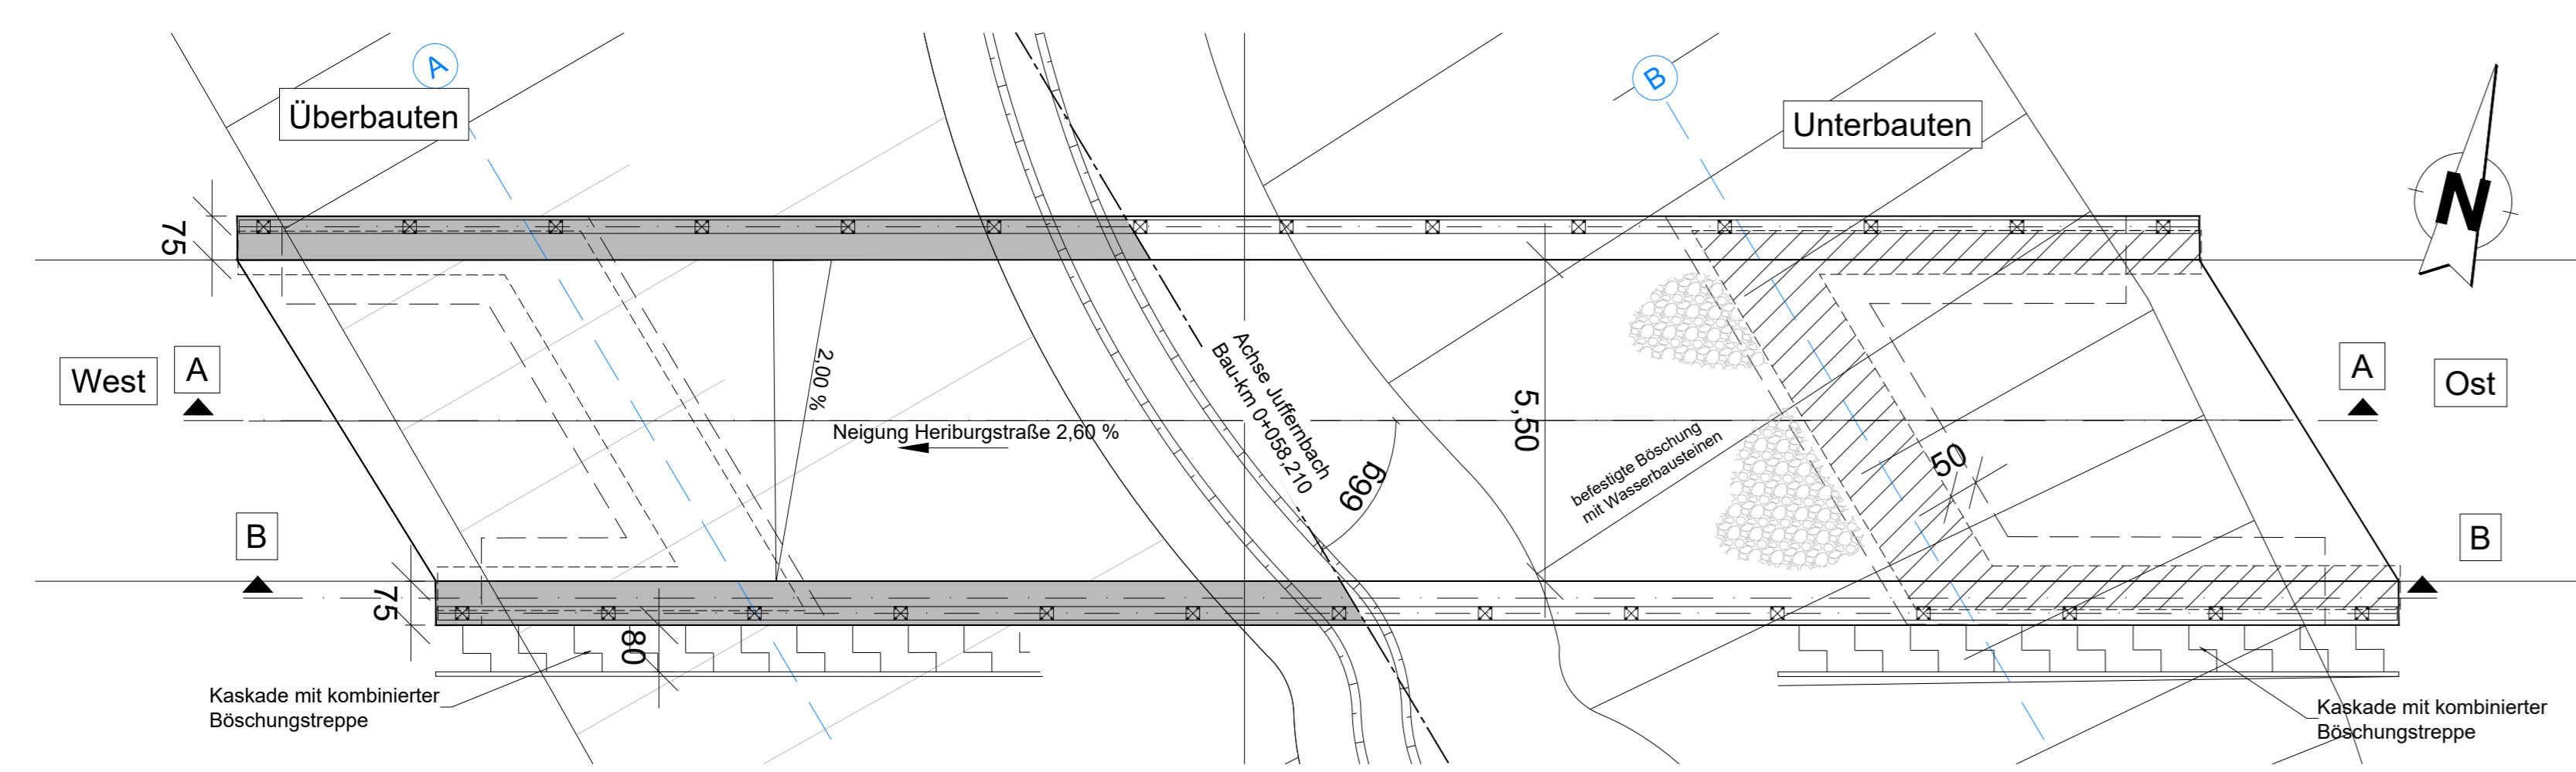 A
B
Überbauten
Unterbauten
N
75
West
A
2,00 %
Neigung Heriburgstraße 2,60 %
Achse Juffernbach
Bau-km 0+058,210
66g
5,50
befestigte Böschung
mit Wasserbausteinen
50
A
Ost
B
B
75
80
Kaskade mit kombinierter
Böschungstreppe
Kaskade mit kombinierter
Böschungstreppe